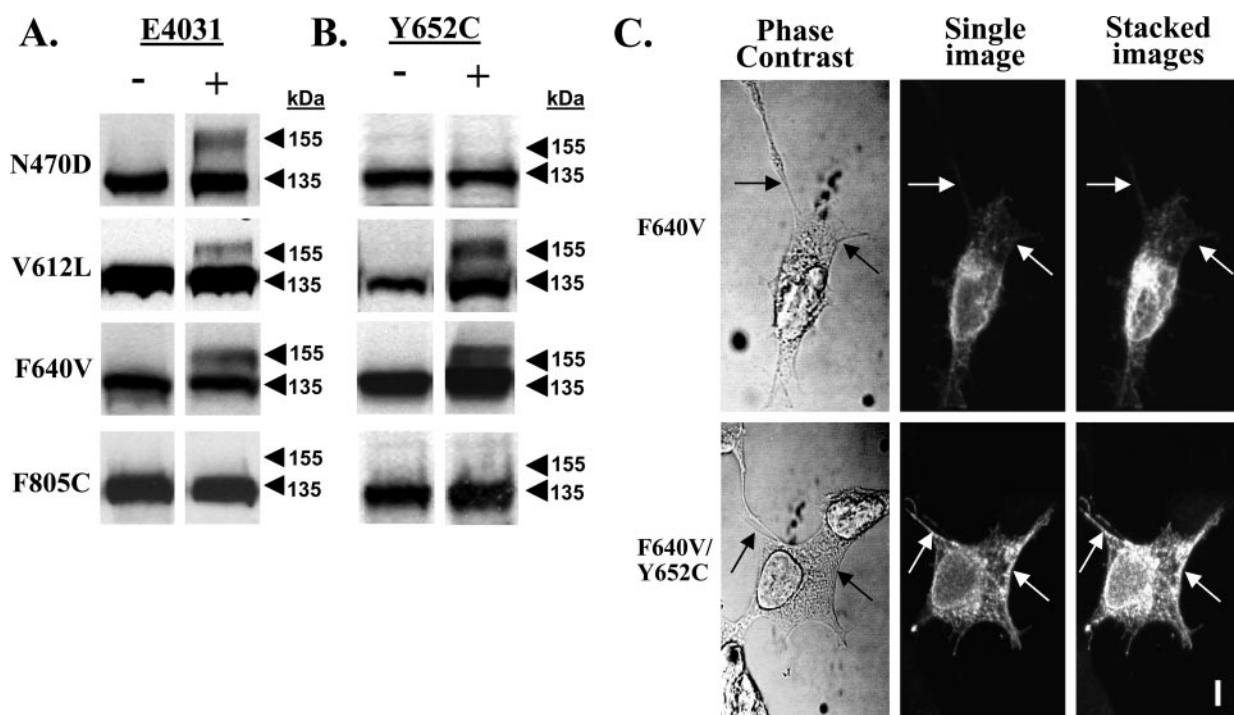 A.
E4031
- +
kDa
N470D
155
135
V612L
155
135
F640V
155
135
F805C
155
135
B.
Y652C
- +
kDa
155
135
155
135
155
135
155
135
C.
Phase
Contrast
Single
image
Stacked
images
F640V
F640V/
Y652C